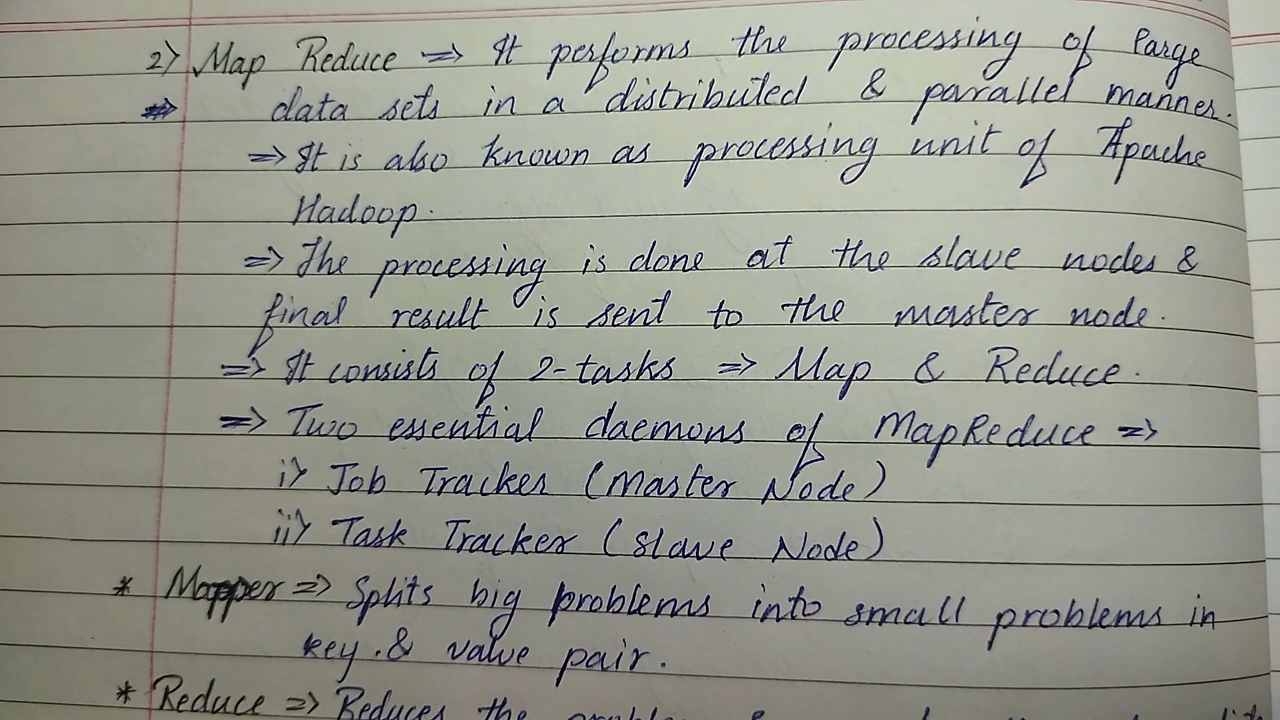 2) Map Reduce => It performs the processing of large
=> data sets in a distributed & parallel manner.
=> It is also known as processing unit of Apache
Hadoop.
=> The processing is done at the slave nodes &
final result is sent to the master node.
=> It consists of 2-tasks => Map & Reduce.
=> Two essential daemons of MapReduce =>
i) Job Tracker (Master Node)
ii) Task Tracker (Slave Node)
* Mapper => Splits big problems into small problems in
key. & value pair.
* Reduce => Reduces the